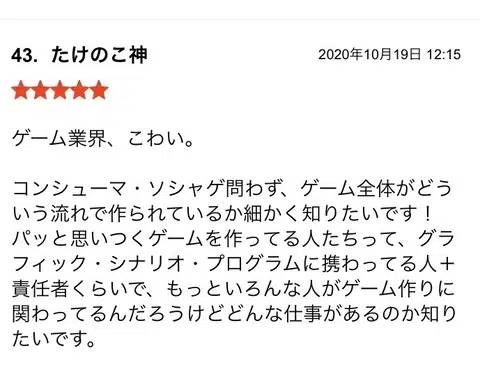 43. たけのこ神
2020年10月19日 12:15
★★★★★
ゲーム業界、こわい。
コンシューマ・ソシャゲ問わず、ゲーム全体がどう
いう流れで作られているか細かく知りたいです！
パッと思いつくゲームを作ってる人たちって、グラ
フィック・シナリオ・プログラムに携わってる人＋
責任者くらいで、もっといろんな人がゲーム作りに
関わってるんだろうけどどんな仕事があるのか知り
たいです。